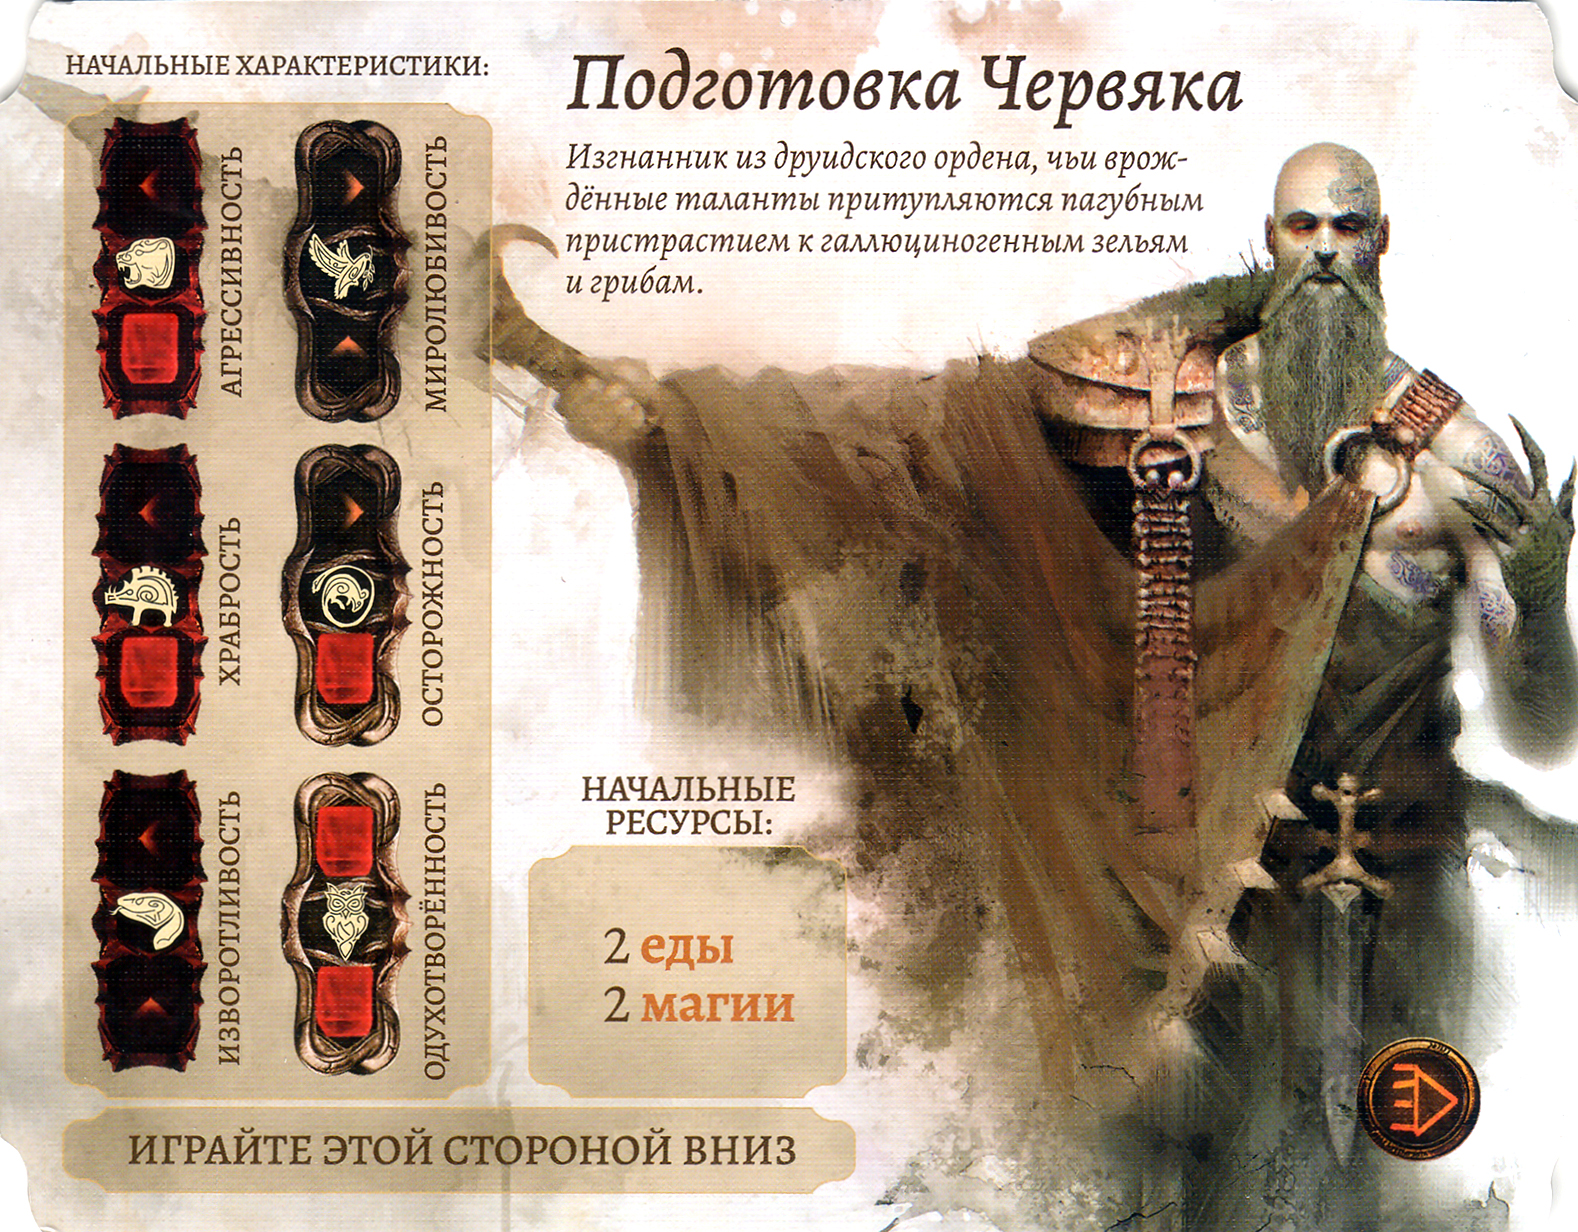 НАЧАЛЬНЫЕ ХАРАКТЕРИСТИКИ:
АГРЕССИВНОСТЬ
МИРОЛЮБИВОСТЬ
ХРАБРОСТЬ
ОСТОРОЖНОСТЬ
ИЗВОРОТЛИВОСТЬ
ОДУХОТВОРЁННОСТЬ
Подготовка Червяка
Изгнанник из друидского ордена, чьи врож-
дённые таланты притупляются пагубным
пристрастием к галлюциногенным зельям
и грибам.
НАЧАЛЬНЫЕ
РЕСУРСЫ:
2 еды
2 магии
ИГРАЙТЕ ЭТОЙ СТОРОНОЙ ВНИЗ